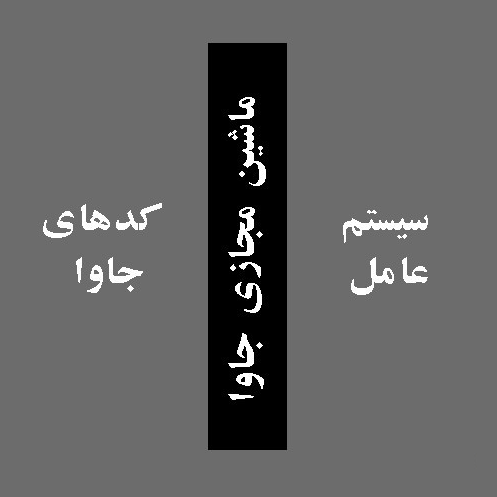 سیستم
عامل
ماشین مجازی جاوا
کدهای
جاوا